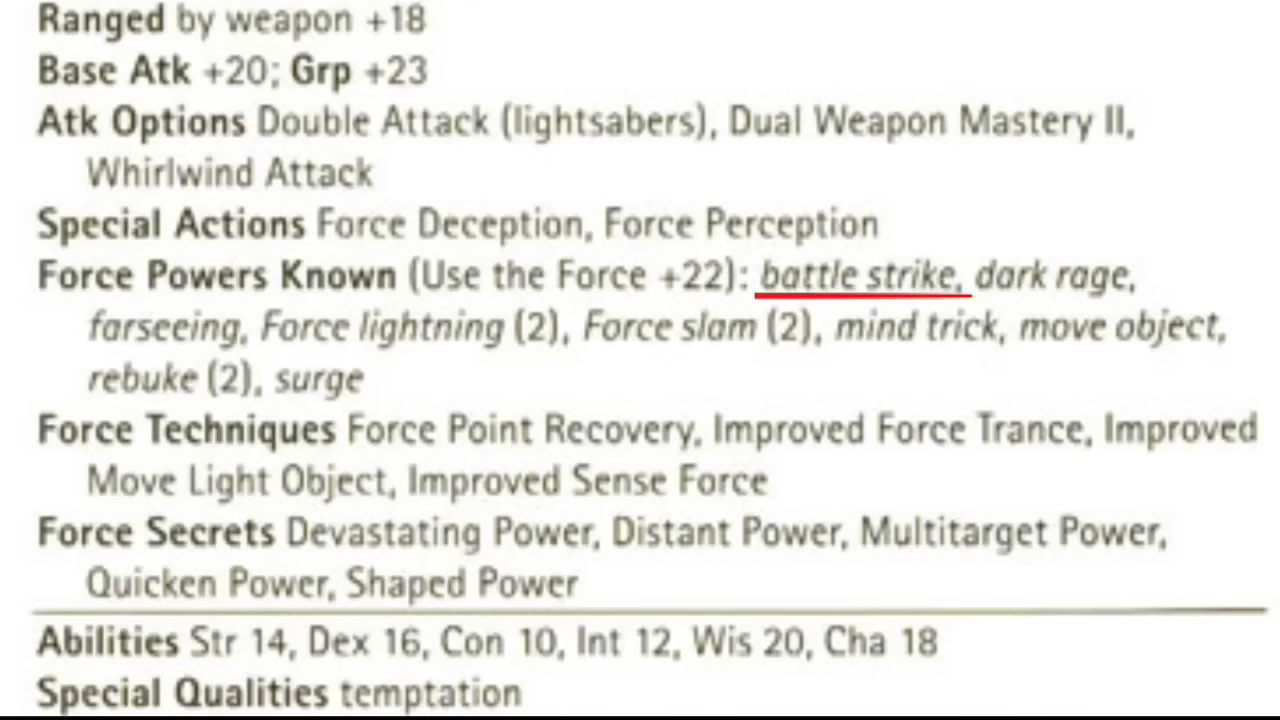 Ranged by weapon +18
Base Atk +20; Grp +23
Atk Options Double Attack (lightsabers), Dual Weapon Mastery II,
Whirlwind Attack
Special Actions Force Deception, Force Perception
Force Powers Known (Use the Force +22): battle strike, dark rage,
farseeing, Force lightning (2), Force slam (2), mind trick, move object,
rebuke (2), surge
Force Techniques Force Point Recovery, Improved Force Trance, Improved
Move Light Object, Improved Sense Force
Force Secrets Devastating Power, Distant Power, Multitarget Power,
Quicken Power, Shaped Power
Abilities Str 14, Dex 16, Con 10, Int 12, Wis 20, Cha 18
Special Qualities temptation